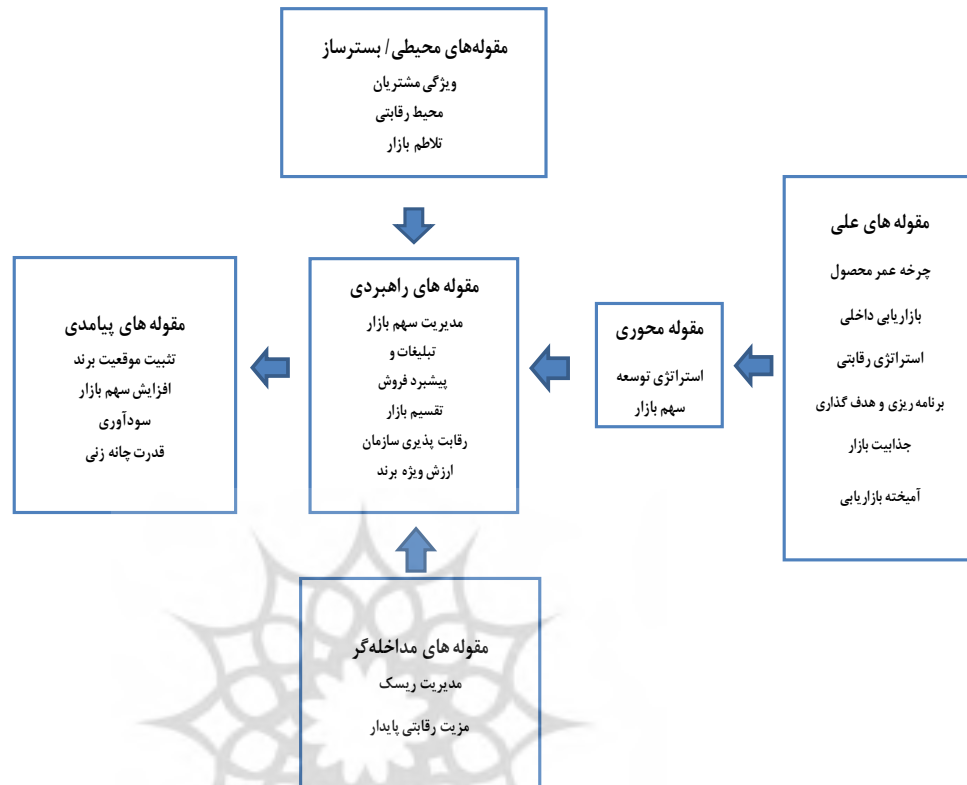 مقوله‌های محیطی/ بسترساز
ویژگی مشتریان
محیط رقابتی
تلاطم بازار
مقوله های علی
چرخه عمر محصول
بازاریابی داخلی
استراتژی رقابتی
برنامه ریزی و هدف گذاری
جذابیت بازار
آمیخته بازاریابی
مقوله محوری
استراتژی توسعه
سهم بازار
مقوله های راهبردی
مدیریت سهم بازار
تبلیغات و
پیشبرد فروش
تقسیم بازار
رقابت پذیری سازمان
ارزش ویژه برند
مقوله های پیامدی
تثبیت موقعیت برند
افزایش سهم بازار
سودآوری
قدرت چانه زنی
مقوله های مداخله‌گر
مدیریت ریسک
مزیت رقابتی پایدار